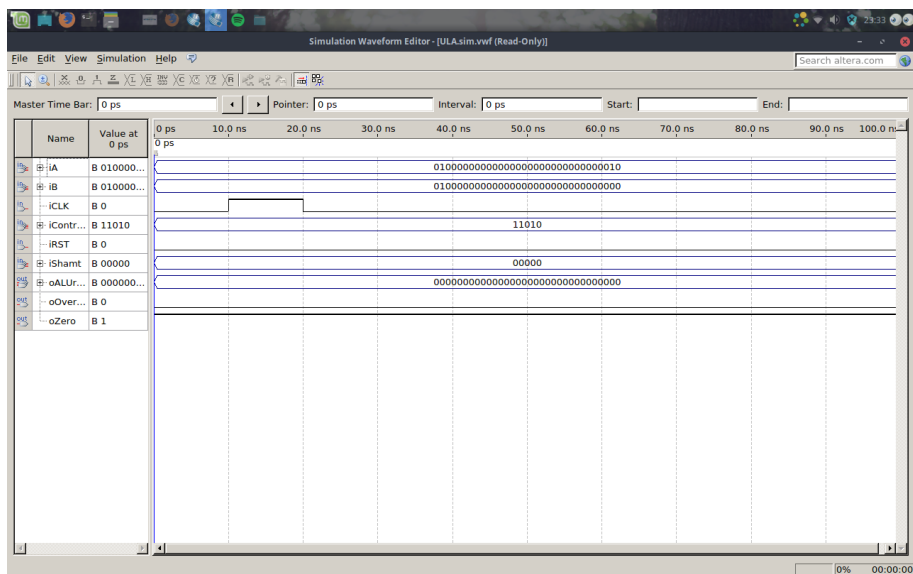 23:33
Simulation Waveform Editor - [ULA.sim.vwf (Read-Only)]
File Edit View Simulation Help
Search altera.com
Master Time Bar: 0 ps Pointer: 0 ps Interval: 0 ps Start: End:
Name Value at 0 ps
0 ps 10.0 ns 20.0 ns 30.0 ns 40.0 ns 50.0 ns 60.0 ns 70.0 ns 80.0 ns 90.0 ns 100.0 ns
0 ps
iA B 010000... 01000000000000000000000000000010
iB B 010000... 01000000000000000000000000000000
iCLK B 0
iContr... B 11010 11010
iRST B 0
iShamt B 00000 00000
oALUr... B 000000... 00000000000000000000000000000000
oOver... B 0
oZero B 1
0% 00:00:00